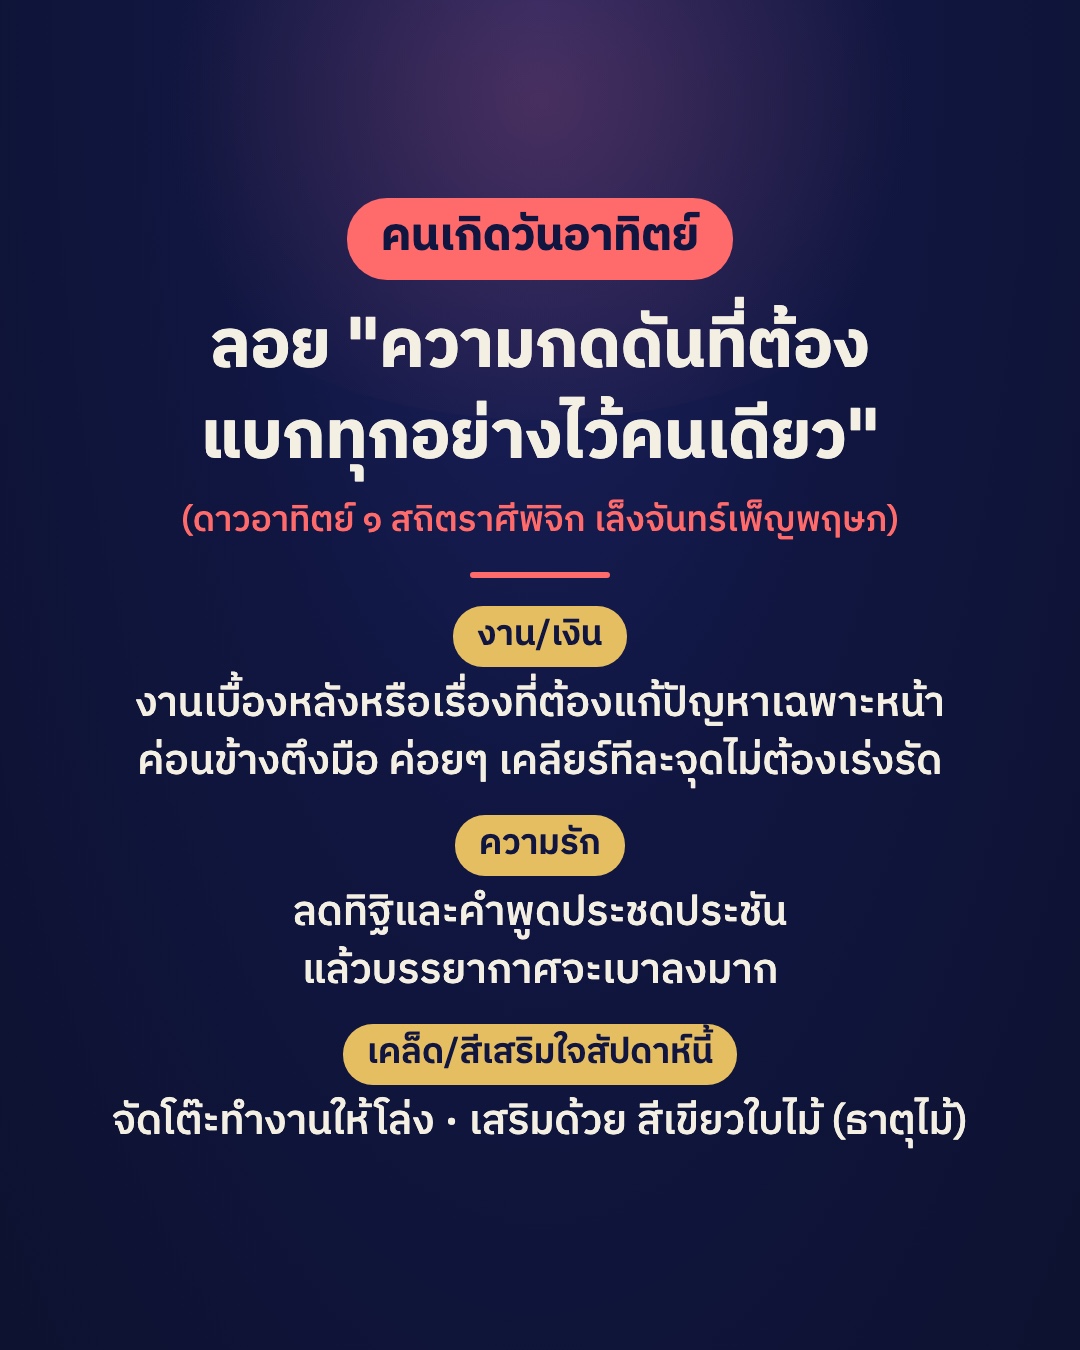 คนเกิดวันอาทิตย์
ลอย "ความกดดันที่ต้อง
แบกทุกอย่างไว้คนเดียว"
(ดาวอาทิตย์ ๑ สถิตราศีพิจิก เล็งจันทร์เพ็ญพฤษภ)
งาน/เงิน
งานเบื้องหลังหรือเรื่องที่ต้องแก้ปัญหาเฉพาะหน้า
ค่อนข้างตึงมือ ค่อยๆ เคลียร์ทีละจุดไม่ต้องเร่งรัด
ความรัก
ลดทิฐิและคำพูดประชดประชัน
แล้วบรรยากาศจะเบาลงมาก
เคล็ด/สีเสริมใจสัปดาห์นี้
จัดโต๊ะทำงานให้โล่ง · เสริมด้วย สีเขียวใบไม้ (ธาตุไม้)